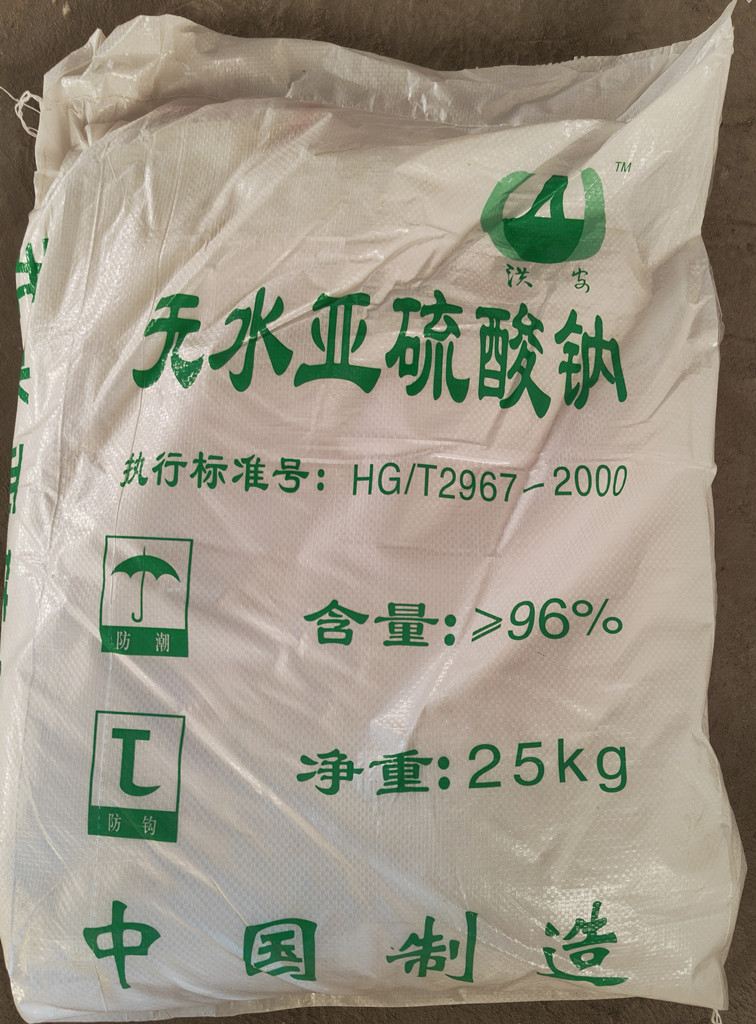 TM
洪安
无水亚硫酸钠
执行标准号：HG/T2967-2000
防潮
含量：≥96%
防钩
净重：25kg
中国制造